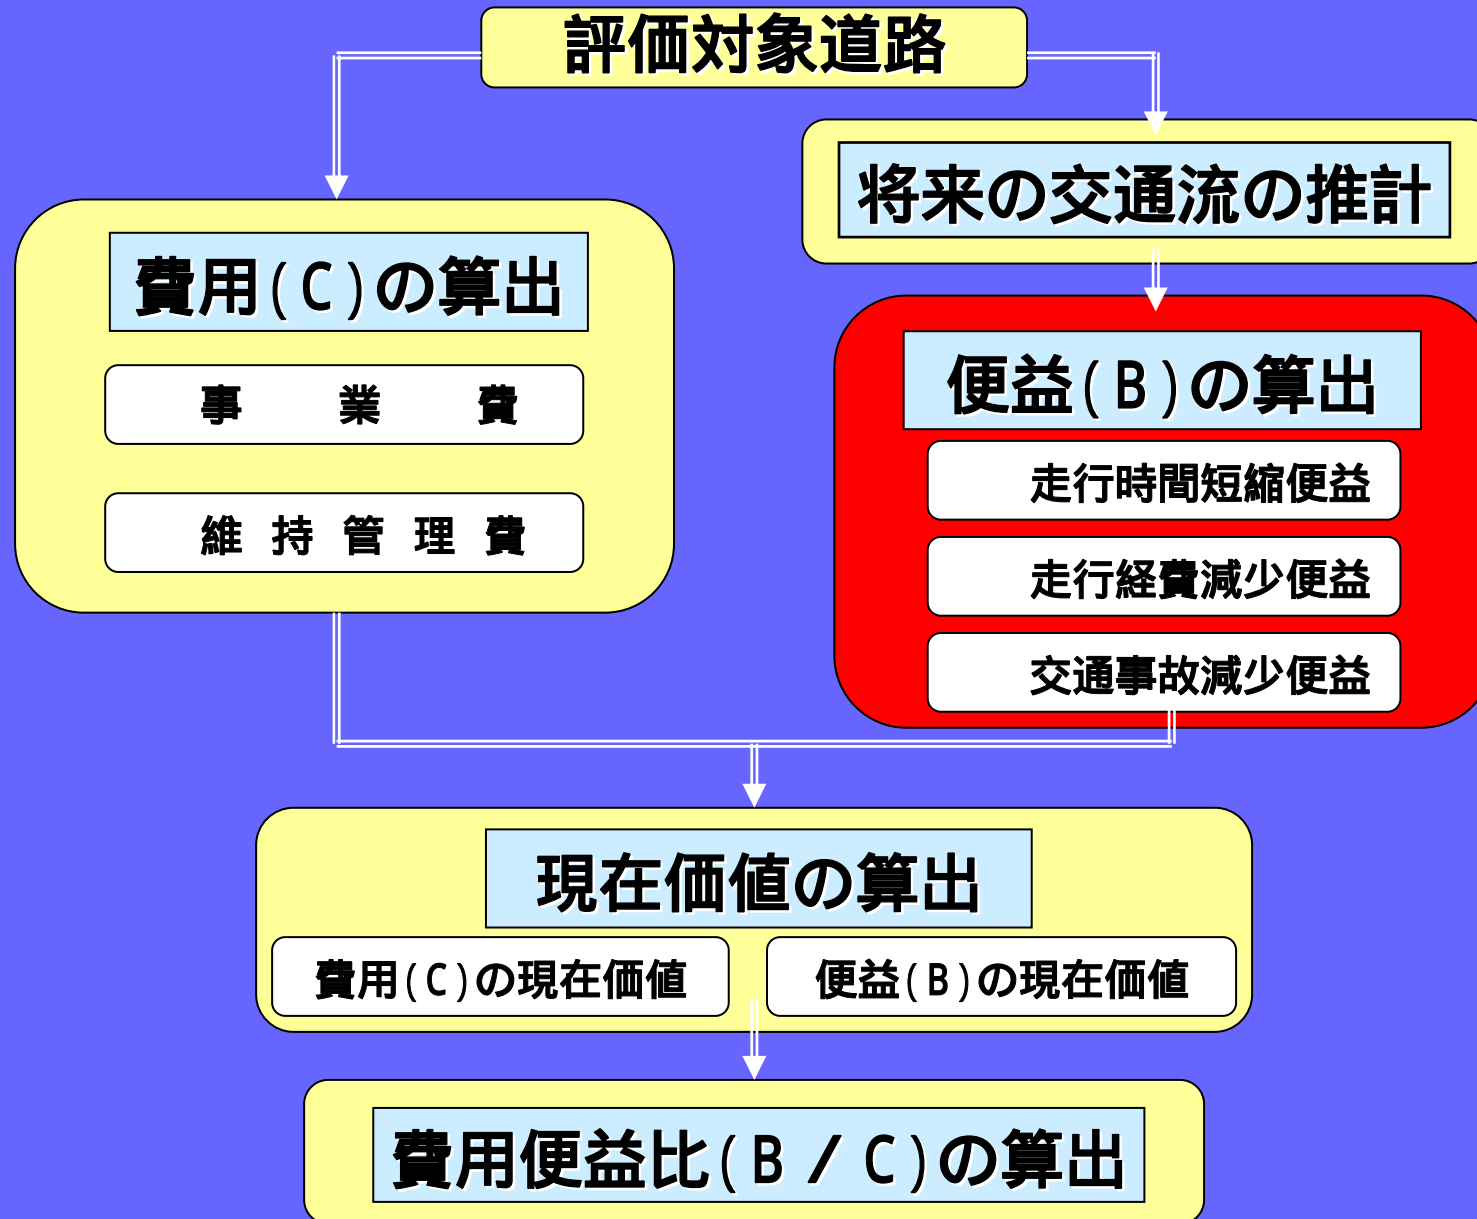 評価対象道路
将来の交通流の推計
費用(C)の算出
事 業 費
維 持 管 理 費
便益(B)の算出
走行時間短縮便益
走行経費減少便益
交通事故減少便益
現在価値の算出
費用(C)の現在価値
便益(B)の現在価値
費用便益比(B/C)の算出